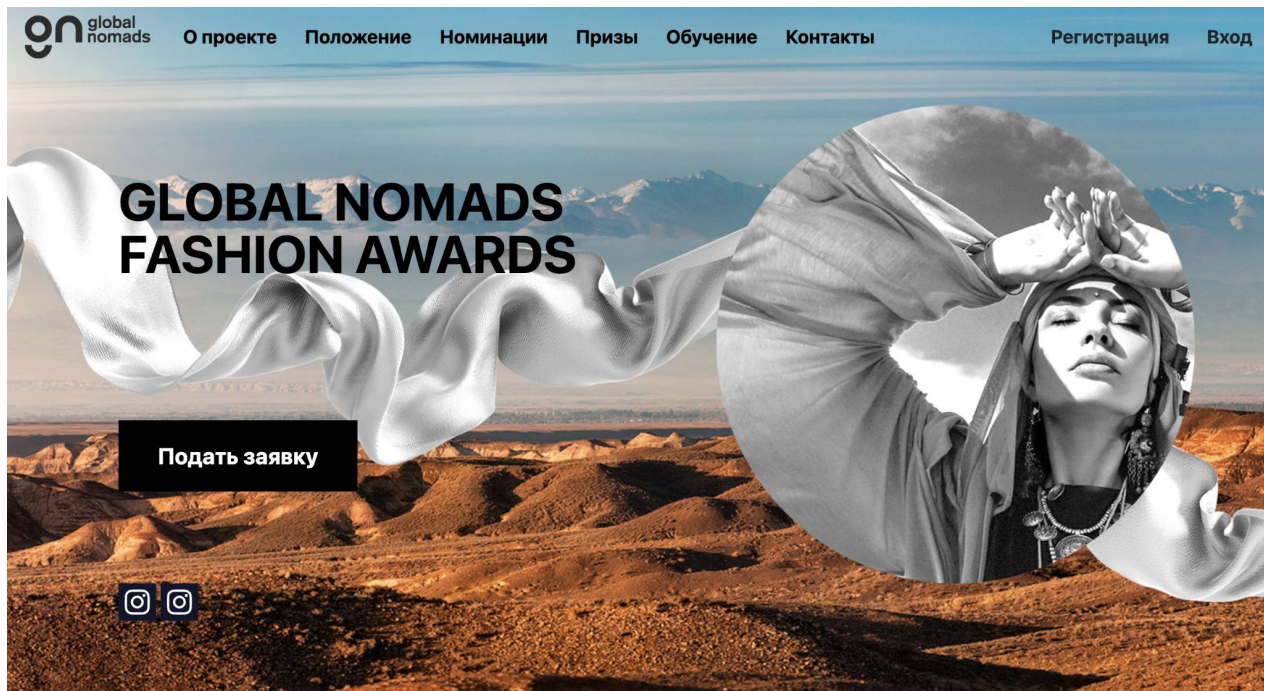 global
nomads
О проекте Положение Номинации Призы Обучение Контакты Регистрация Вход
GLOBAL NOMADS
FASHION AWARDS
Подать заявку